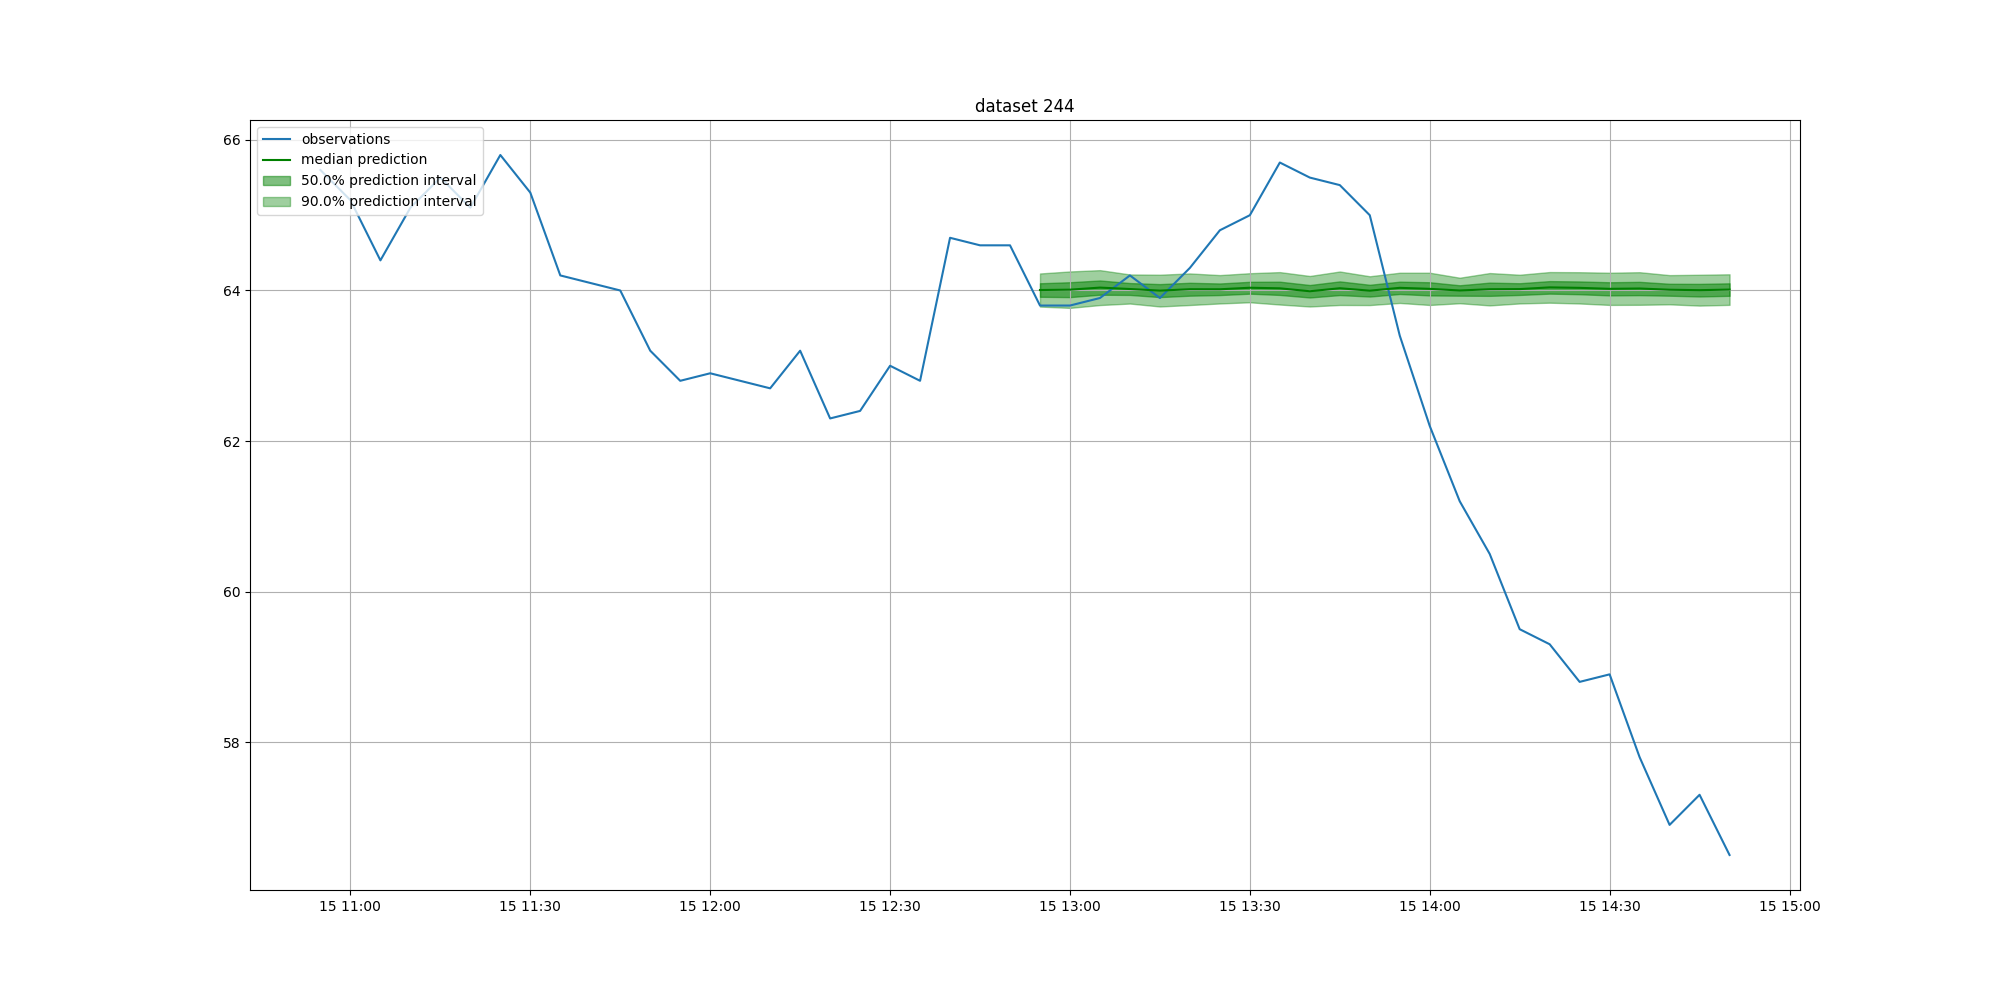 dataset 244
observations
median prediction
50.0% prediction interval
90.0% prediction interval
66
64
62
60
58
15 11:00
15 11:30
15 12:00
15 12:30
15 13:00
15 13:30
15 14:00
15 14:30
15 15:00